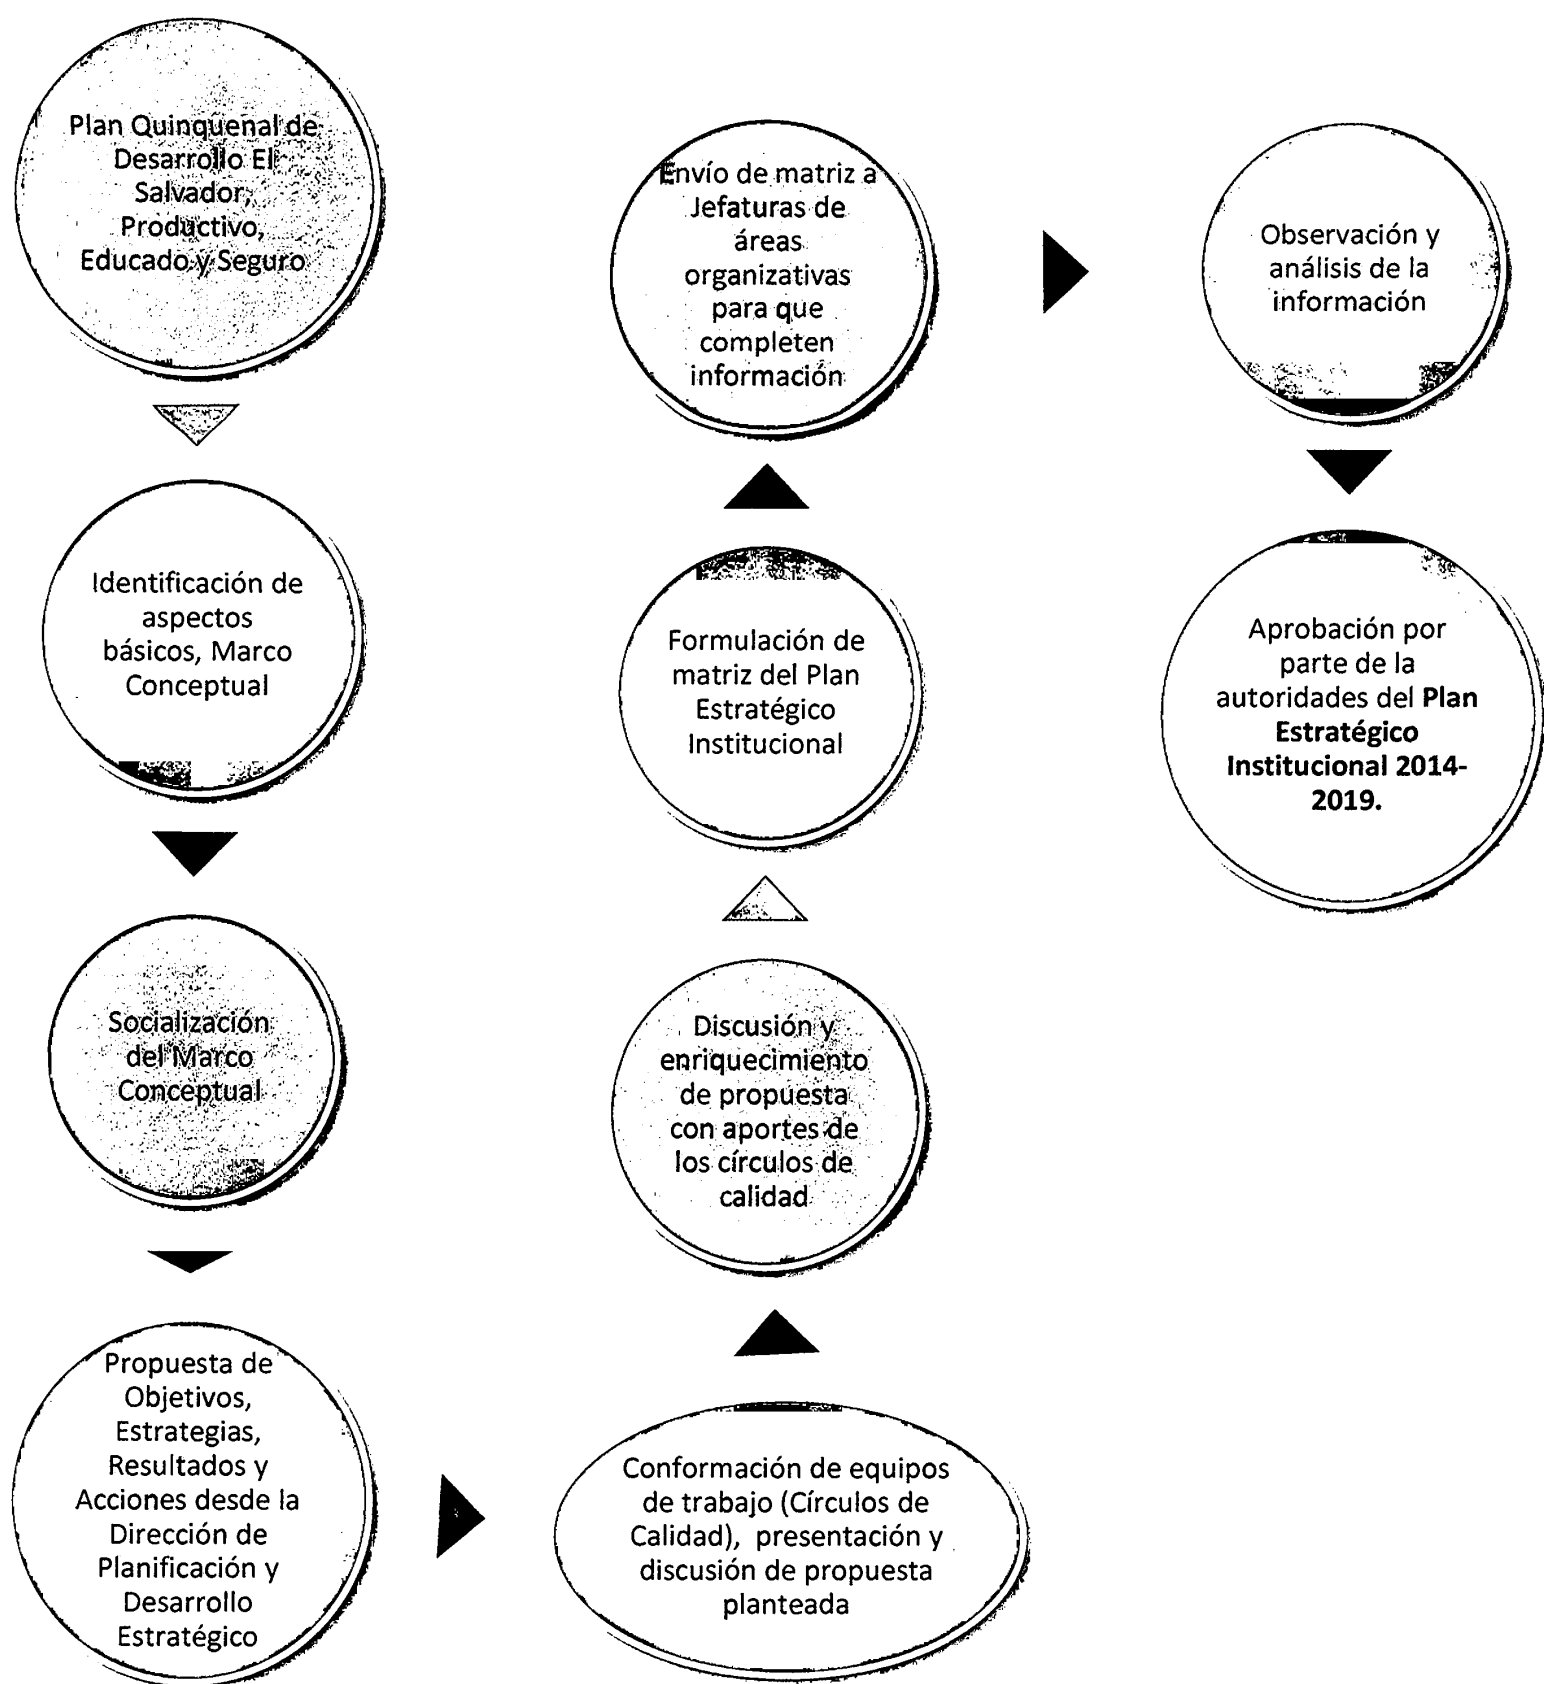 Plan Quinquenal de
Desarrollo El
Salvador,
Productivo,
Educado y Seguro
Identificación de
aspectos
básicos, Marco
Conceptual
Socialización
del Marco
Conceptual
Propuesta de
Objetivos,
Estrategias,
Resultados y
Acciones desde la
Dirección de
Planificación y
Desarrollo
Estratégico
Conformación de equipos
de trabajo (Círculos de
Calidad), presentación y
discusión de propuesta
planteada
Discusión y
enriquecimiento
de propuesta
con aportes de
los círculos de
calidad
Formulación de
matriz del Plan
Estratégico
Institucional
Envío de matriz a
Jefaturas de
áreas
organizativas
para que
completen
información
Observación y
análisis de la
información
Aprobación por
parte de la
autoridades del Plan
Estratégico
Institucional 2014-
2019.